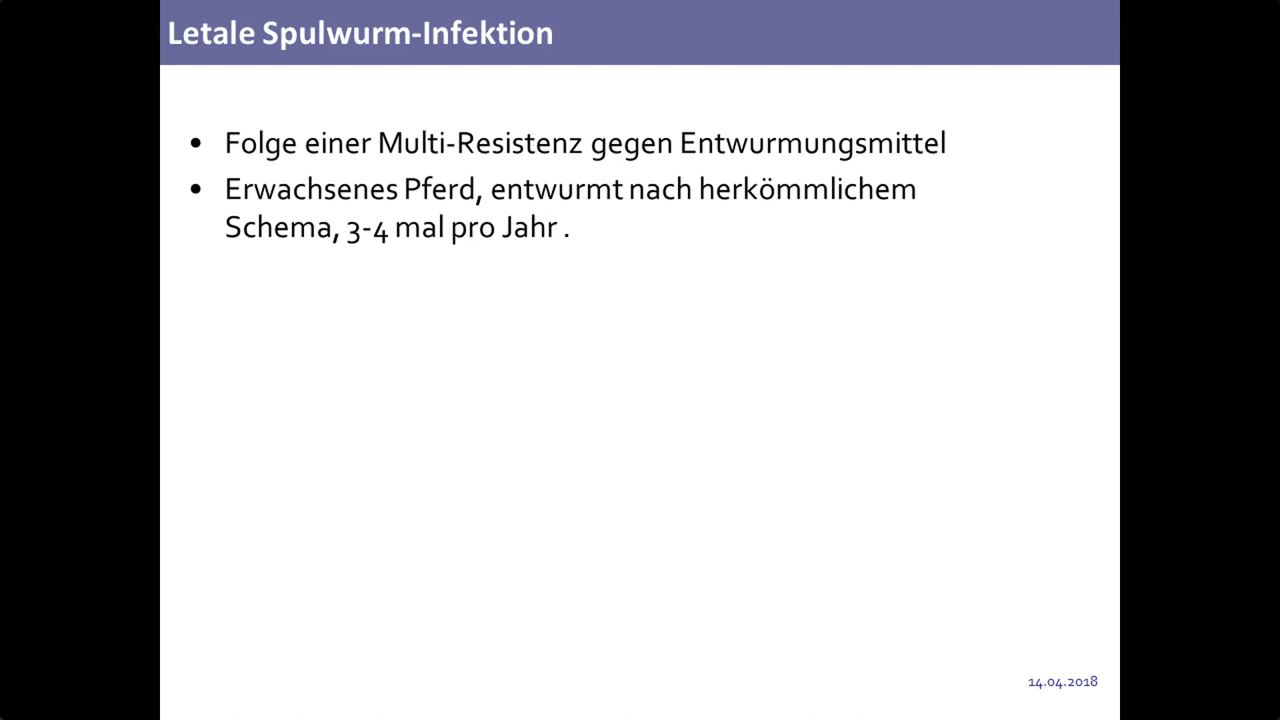 Letale Spulwurm-Infektion
• Folge einer Multi-Resistenz gegen Entwurmungsmittel
• Erwachsenes Pferd, entwurmt nach herkömmlichem
Schema, 3-4 mal pro Jahr .
14.04.2018